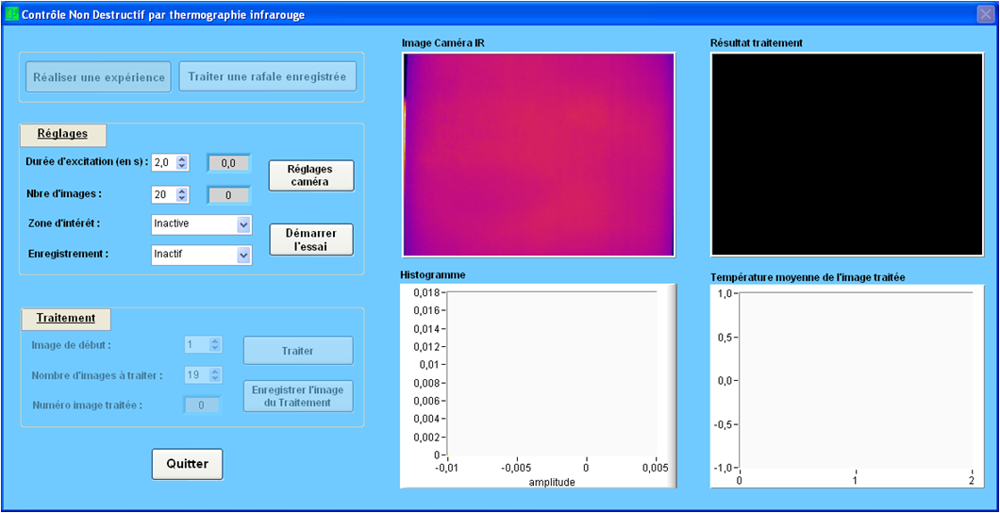 Contrôle Non Destructif par thermographie infrarouge
Réaliser une expérience
Traiter une rafale enregistrée
Réglages
Durée d'excitation (en s) :
2,0
0,0
Réglages
caméra
Nbre d'images :
20
0
Zone d'intérêt :
Inactive
Démarrer
l'essai
Enregistrement :
Inactif
Traitement
Image de début :
1
Traiter
Nombre d'images à traiter :
19
Enregistrer l'image
du Traitement
Numéro image traitée :
0
Quitter
Image Caméra IR
Résultat traitement
Histogramme
0,018
0,016
0,014
0,012
0,01
0,008
0,006
0,004
0,002
0
-0,01
-0,005
0
0,005
amplitude
Température moyenne de l'image traitée
1,0
0,5
0,0
-0,5
-1,0
0
1
2